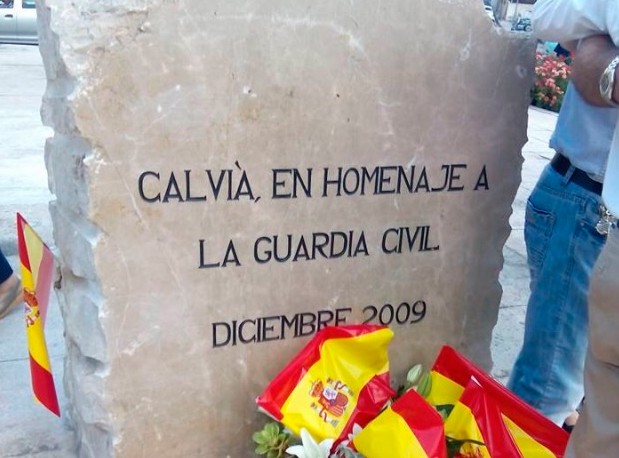 CALVIÀ, EN HOMENAJE A
LA GUARDIA CIVIL.
DICIEMBRE 2009